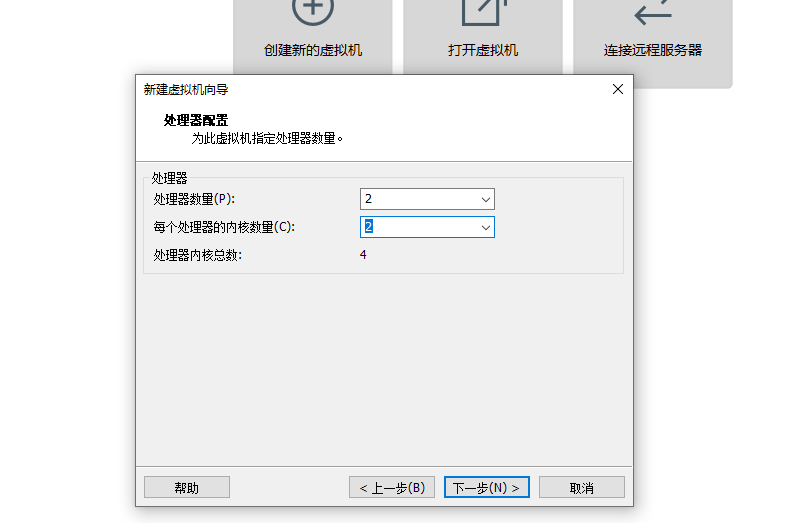 创建新的虚拟机
打开虚拟机
连接远程服务器
新建虚拟机向导
处理器配置
为此虚拟机指定处理器数量。
处理器
处理器数量(P):
2
每个处理器的内核数量(C):
2
处理器内核总数:
4
帮助
< 上一步(B)
下一步(N) >
取消